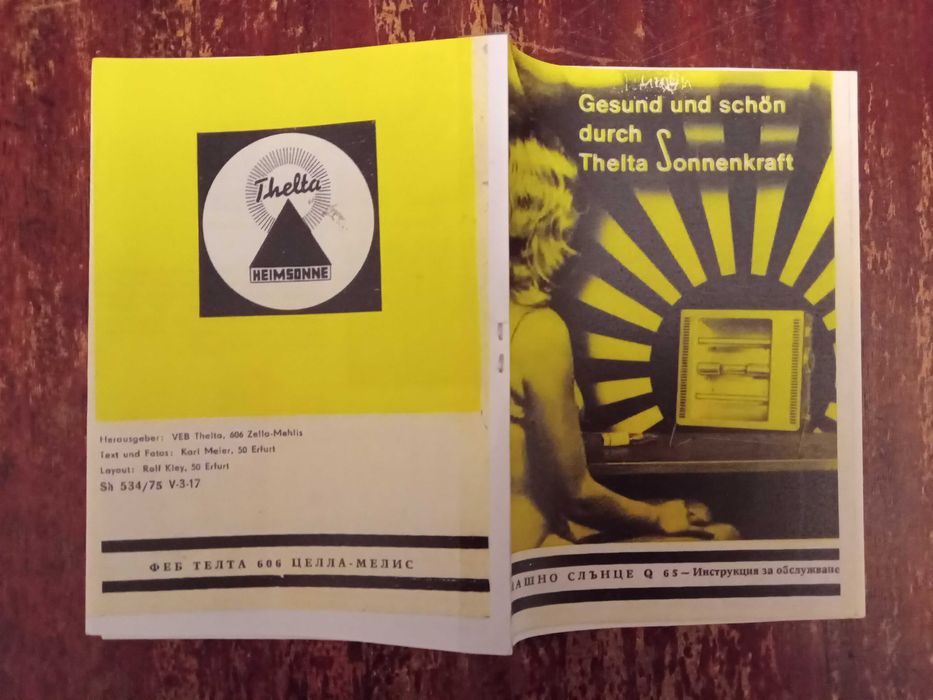 Thelta
HEIMSONNE
Herausgeber: VEB Thelta, 606 Zella-Mehlis
Text und Fotos: Karl Meier, 50 Erfurt
Layout: Rolf Kley, 50 Erfurt
Sh 534/75 V-3-17
ФЕБ ТЕЛТА 606 ЦЕЛЛА-МЕЛИС
Gesund und schön
durch
Thelta Sonnenkraft
АШНО СЛЪНЦЕ Q 65 – Инструкция за обслужване